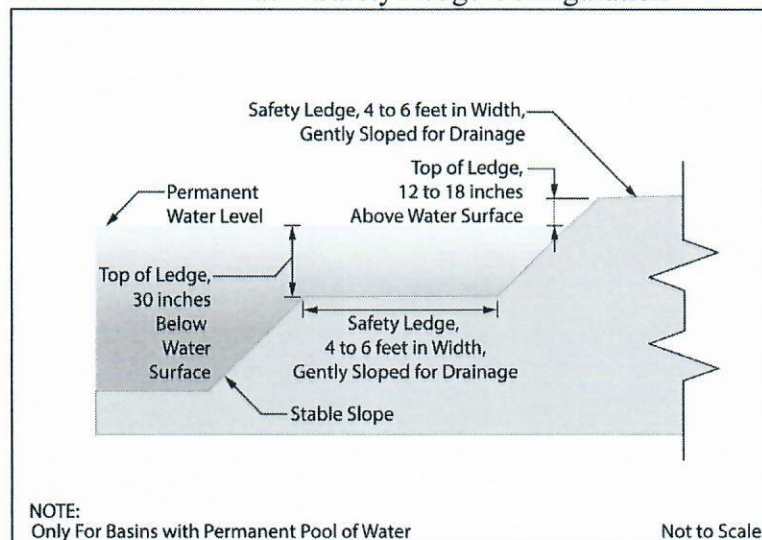 Safety Ledge Configuration
Safety Ledge, 4 to 6 feet in Width,
Gently Sloped for Drainage
Top of Ledge,
12 to 18 inches
Above Water Surface
Permanent
Water Level
Top of Ledge,
30 inches
Below
Water
Surface
Safety Ledge,
4 to 6 feet in Width,
Gently Sloped for Drainage
Stable Slope
NOTE:
Only For Basins with Permanent Pool of Water
Not to Scale